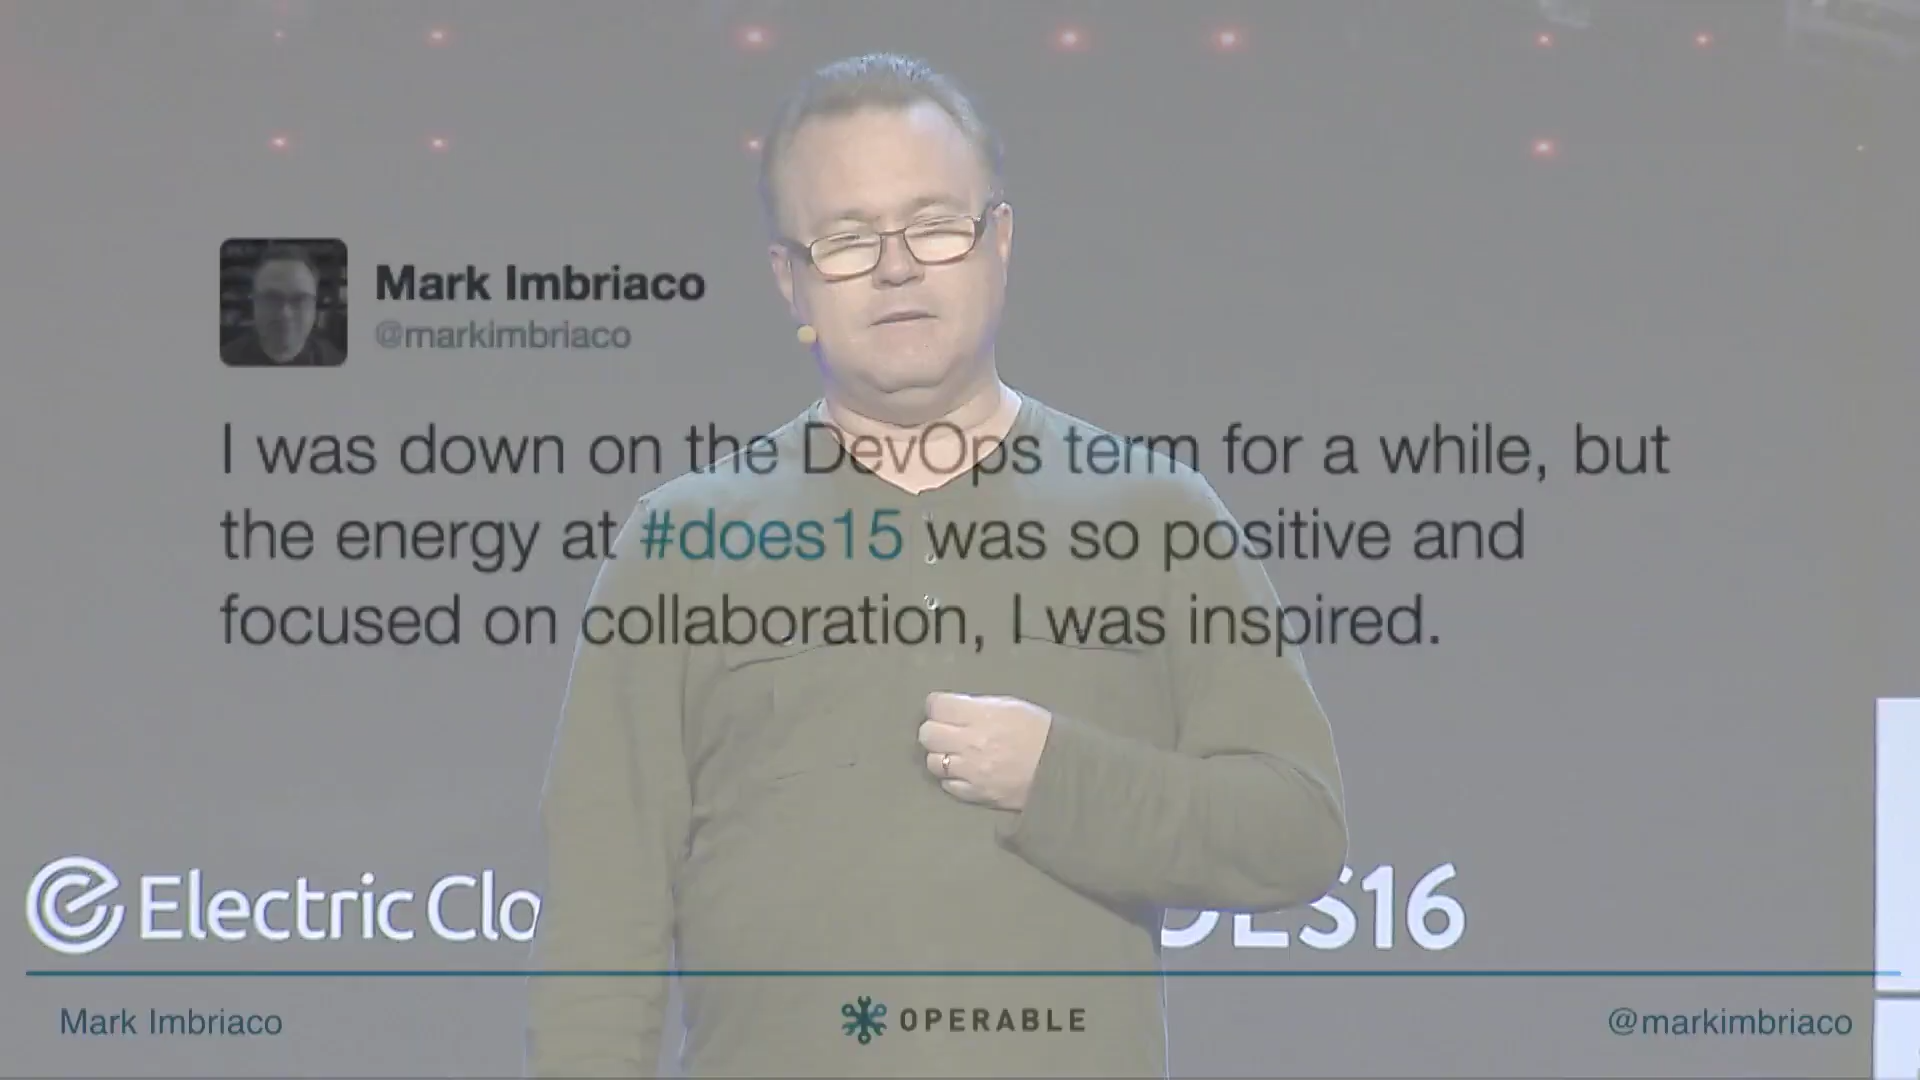 Mark Imbriaco
@markimbriaco
I was down on the DevOps term for a while, but
the energy at #does15 was so positive and
focused on collaboration, I was inspired.
Electric Clo
DES16
Mark Imbriaco
OPERABLE
@markimbriaco